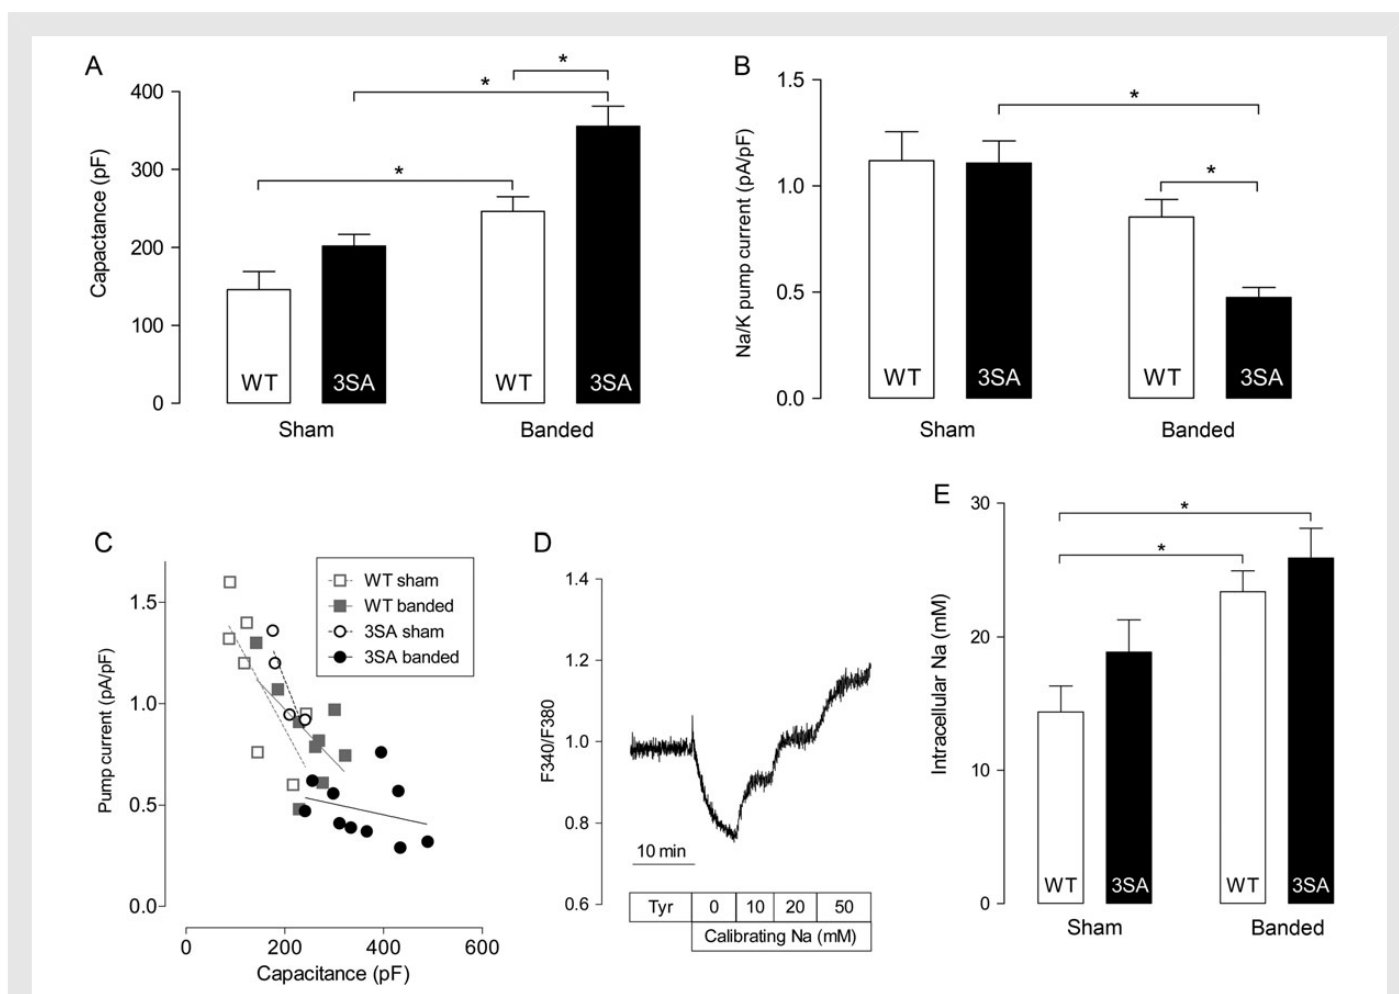 A
Capactance (pF)
400
300
200
100
0
*
*
*
WT
3SA
WT
3SA
Sham
Banded
B
Na/K pump current (pA/pF)
1.5
1.0
0.5
0.0
*
*
WT
3SA
WT
3SA
Sham
Banded
C
Pump current (pA/pF)
1.5
1.0
0.5
0.0
WT sham
WT banded
3SA sham
3SA banded
0
200
400
600
Capacitance (pF)
D
F340/F380
1.4
1.2
1.0
0.8
0.6
10 min
Tyr
0
10
20
50
Calibrating Na (mM)
E
Intracellular Na (mM)
30
20
10
0
*
*
WT
3SA
WT
3SA
Sham
Banded